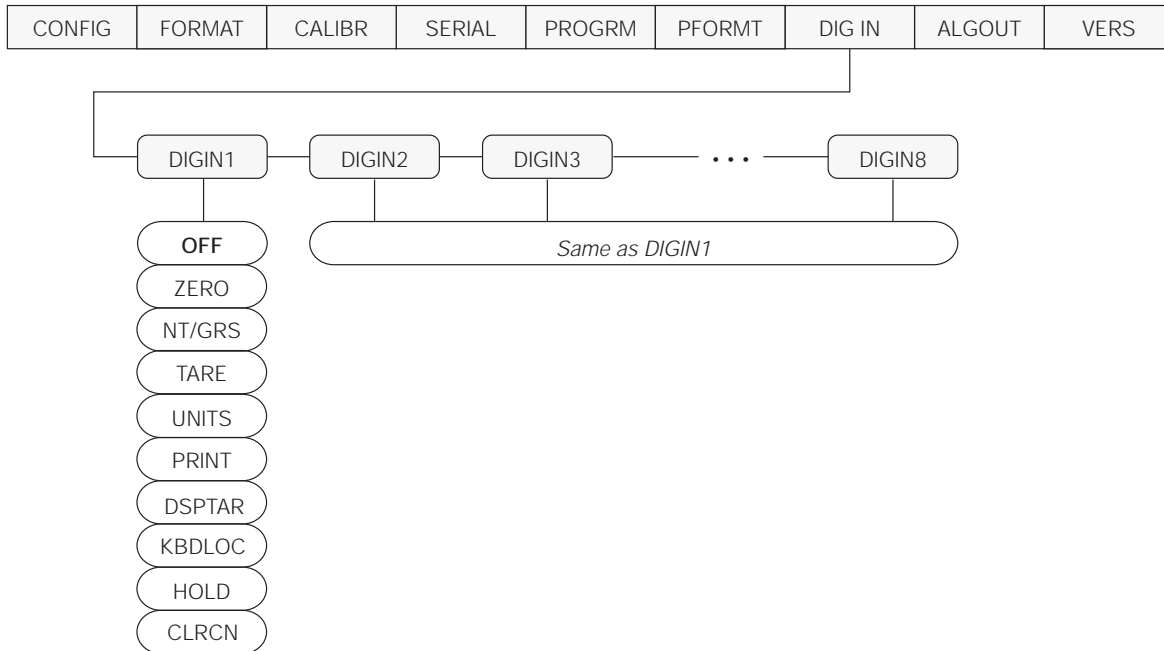 CONFIG FORMAT CALIBR SERIAL PROGRM PFORMT DIG IN ALGOUT VERS
DIGIN1 DIGIN2 DIGIN3 ... DIGIN8
OFF Same as DIGIN1
ZERO
NT/GRS
TARE
UNITS
PRINT
DSPTAR
KBDLOC
HOLD
CLRCN